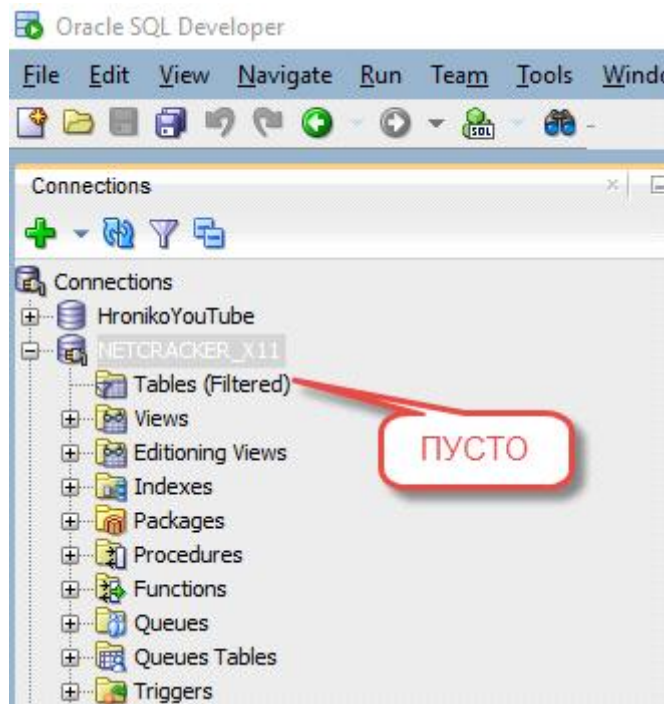 Oracle SQL Developer
File Edit View Navigate Run Team Tools Windo
SQL
Connections
Connections
HronikoYouTube
NETCRACKER_X11
Tables (Filtered)
ПУСТО
Views
Editioning Views
Indexes
Packages
Procedures
Functions
Queues
Queues Tables
Triggers